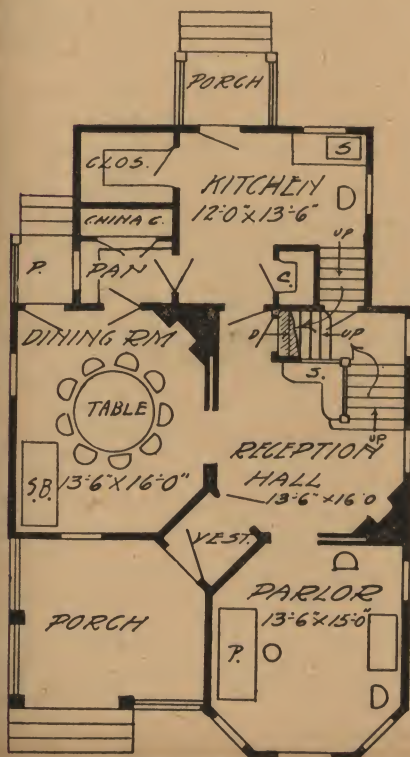 PORCH
CLOS.
S
KITCHEN
12'-0" X 13'-6"
CHINA C.
UP
P.
PAN
C.
DINING RM
D
UP
S.
TABLE
UP
RECEPTION
HALL
S.B.
13'-6" X 16'-0"
13'-6" X 16'-0
VEST.
PORCH
PARLOR
13'-6" X 15'-0"
P.